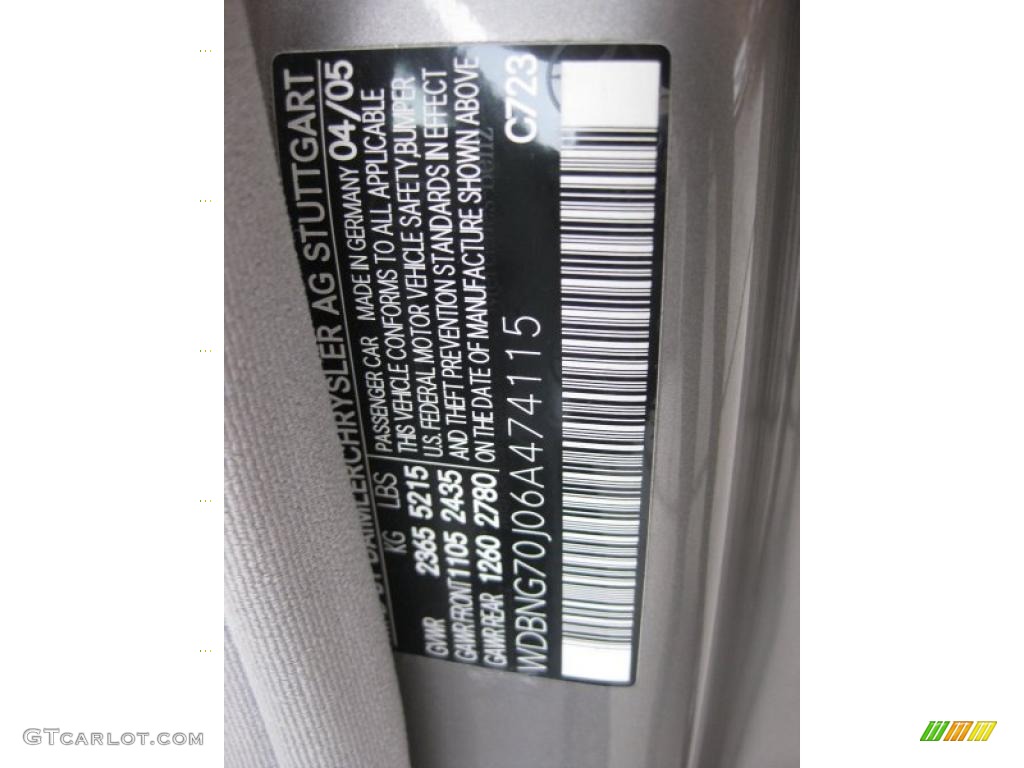 DAIMLERCHRYSLER AG STUTTGART
KG LBS PASSENGER CAR MADE IN GERMANY 04/05
GVWR 2365 5215 THIS VEHICLE CONFORMS TO ALL APPLICABLE
U.S. FEDERAL MOTOR VEHICLE SAFETY,BUMPER
GAWR FRONT 1105 2435 AND THEFT PREVENTION STANDARDS IN EFFECT
GAWR REAR 1260 2780 ON THE DATE OF MANUFACTURE SHOWN ABOVE
WDBNG70J06A474115 C723
GTCARLOT.COM